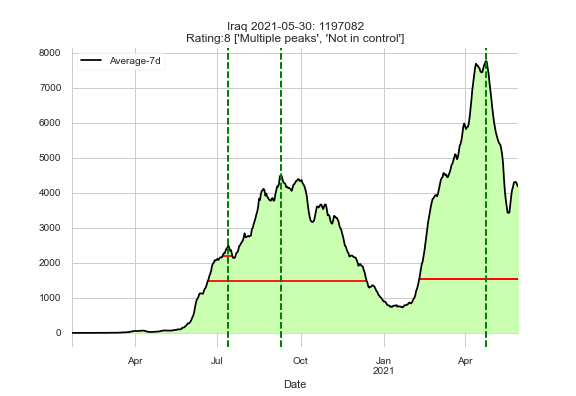 Iraq 2021-05-30: 1197082
Rating:8 ['Multiple peaks', 'Not in control']
Average-7d
8000
7000
6000
5000
4000
3000
2000
1000
0
Apr Jul Oct Jan Apr
2021
Date